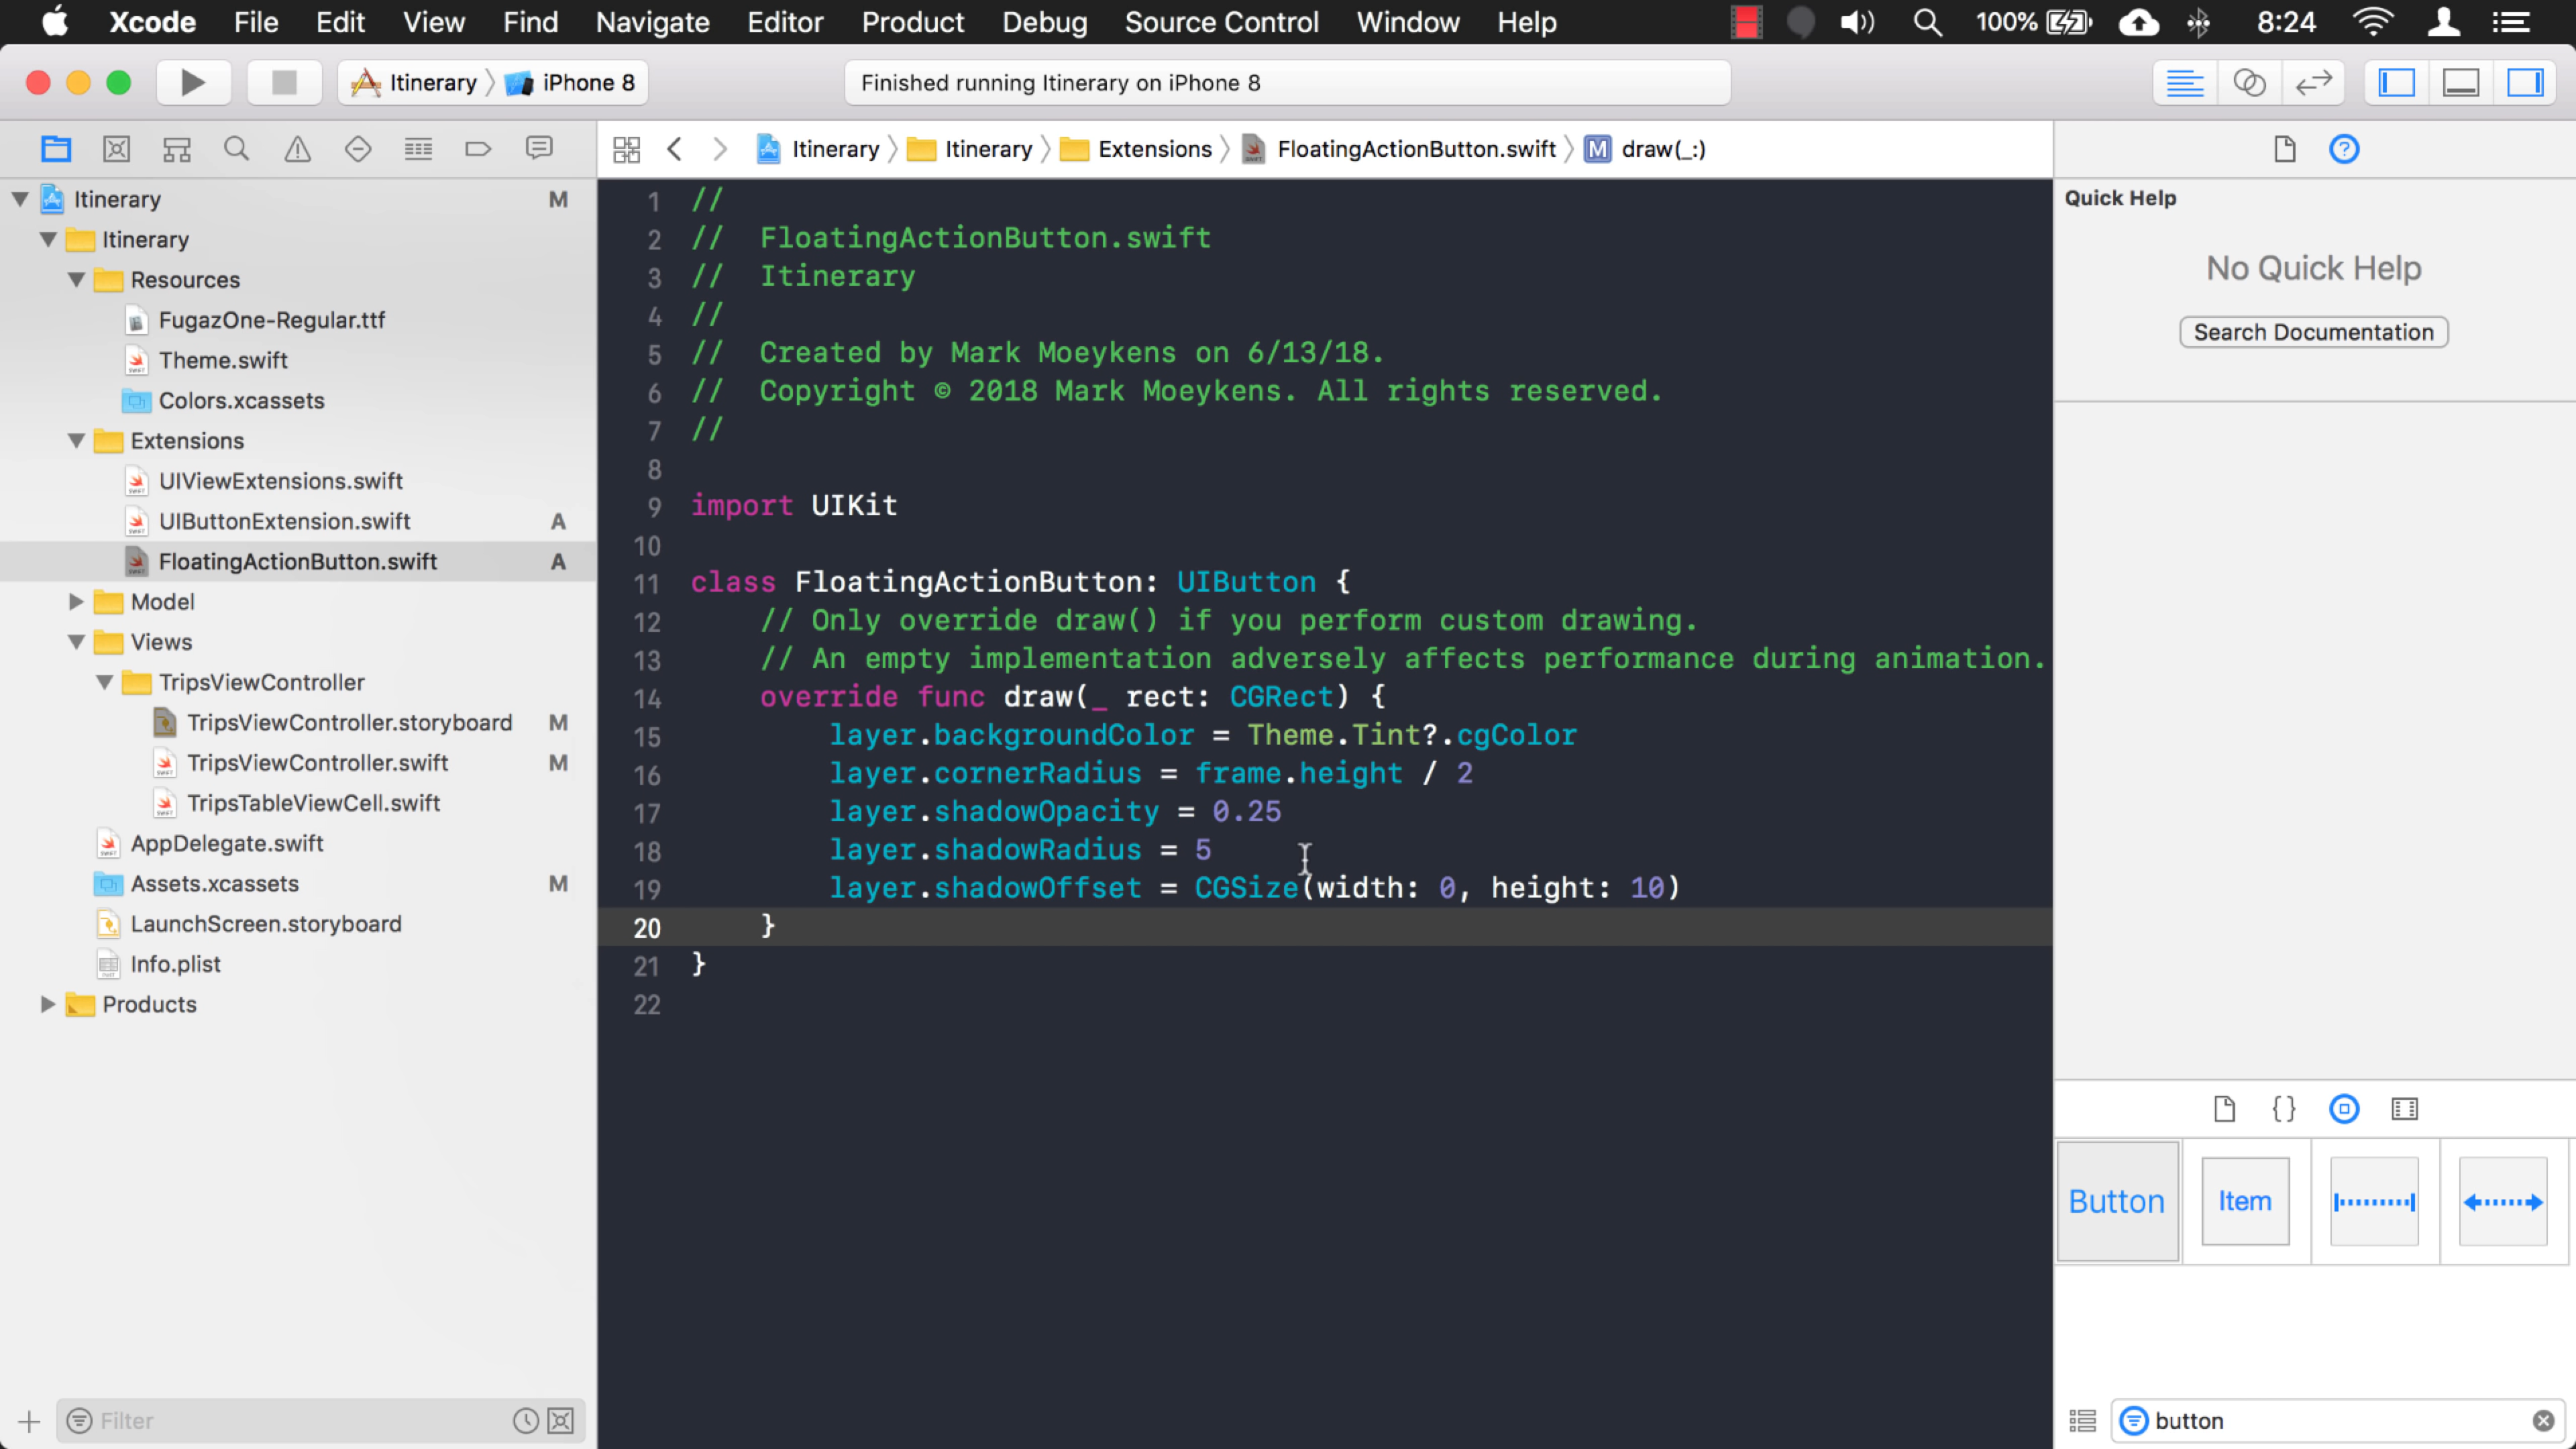 Xcode File Edit View Find Navigate Editor Product Debug Source Control Window Help 100% 8:24
Itinerary iPhone 8 Finished running Itinerary on iPhone 8
Itinerary Itinerary Extensions FloatingActionButton.swift M draw(_:)
Itinerary M
Itinerary
Resources
FugazOne-Regular.ttf
Theme.swift
Colors.xcassets
Extensions
UIViewExtensions.swift
UIButtonExtension.swift A
FloatingActionButton.swift A
Model
Views
TripsViewController
TripsViewController.storyboard M
TripsViewController.swift M
TripsTableViewCell.swift
AppDelegate.swift
Assets.xcassets M
LaunchScreen.storyboard
Info.plist
Products
Filter
1 //
2 //  FloatingActionButton.swift
3 //  Itinerary
4 //
5 //  Created by Mark Moeykens on 6/13/18.
6 //  Copyright © 2018 Mark Moeykens. All rights reserved.
7 //
8
9 import UIKit
10
11 class FloatingActionButton: UIButton {
12     // Only override draw() if you perform custom drawing.
13     // An empty implementation adversely affects performance during animation.
14     override func draw(_ rect: CGRect) {
15         layer.backgroundColor = Theme.Tint?.cgColor
16         layer.cornerRadius = frame.height / 2
17         layer.shadowOpacity = 0.25
18         layer.shadowRadius = 5
19         layer.shadowOffset = CGSize(width: 0, height: 10)
20     }
21 }
22
Quick Help
No Quick Help
Search Documentation
{ }
Button Item
button